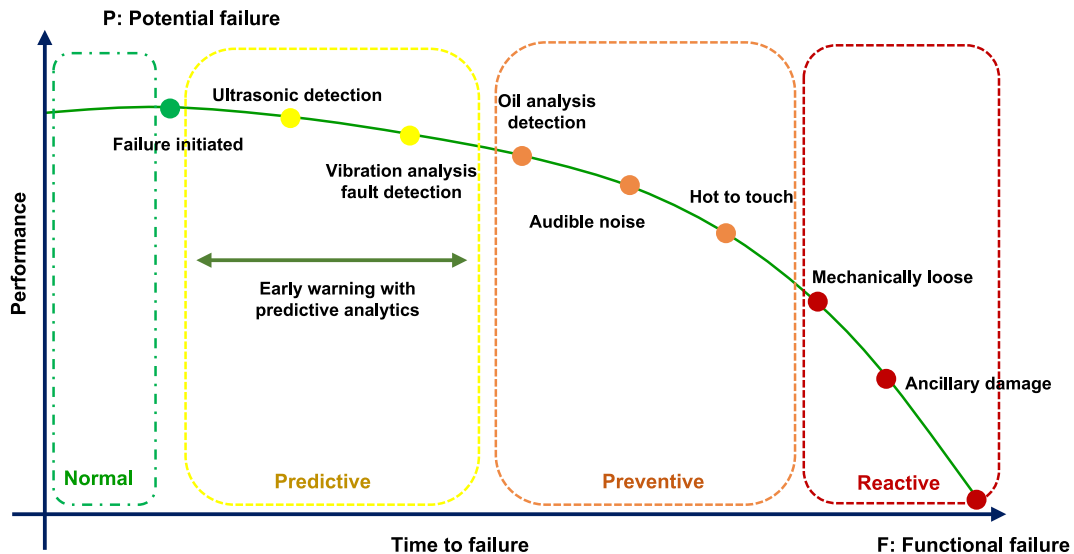 P: Potential failure
Ultrasonic detection
Failure initiated
Vibration analysis
fault detection
Oil analysis
detection
Audible noise
Hot to touch
Mechanically loose
Ancillary damage
Early warning with
predictive analytics
Performance
Normal
Predictive
Preventive
Reactive
Time to failure
F: Functional failure